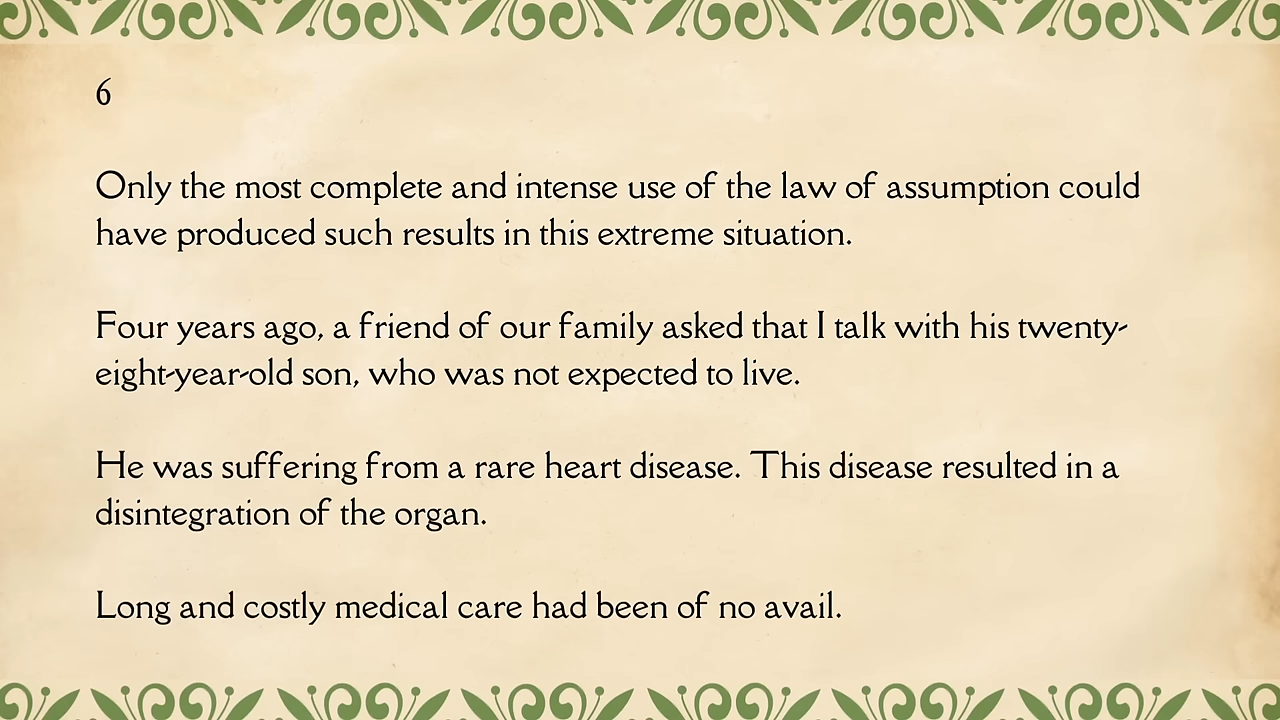 6
Only the most complete and intense use of the law of assumption could
have produced such results in this extreme situation.
Four years ago, a friend of our family asked that I talk with his twenty-
eight-year-old son, who was not expected to live.
He was suffering from a rare heart disease. This disease resulted in a
disintegration of the organ.
Long and costly medical care had been of no avail.